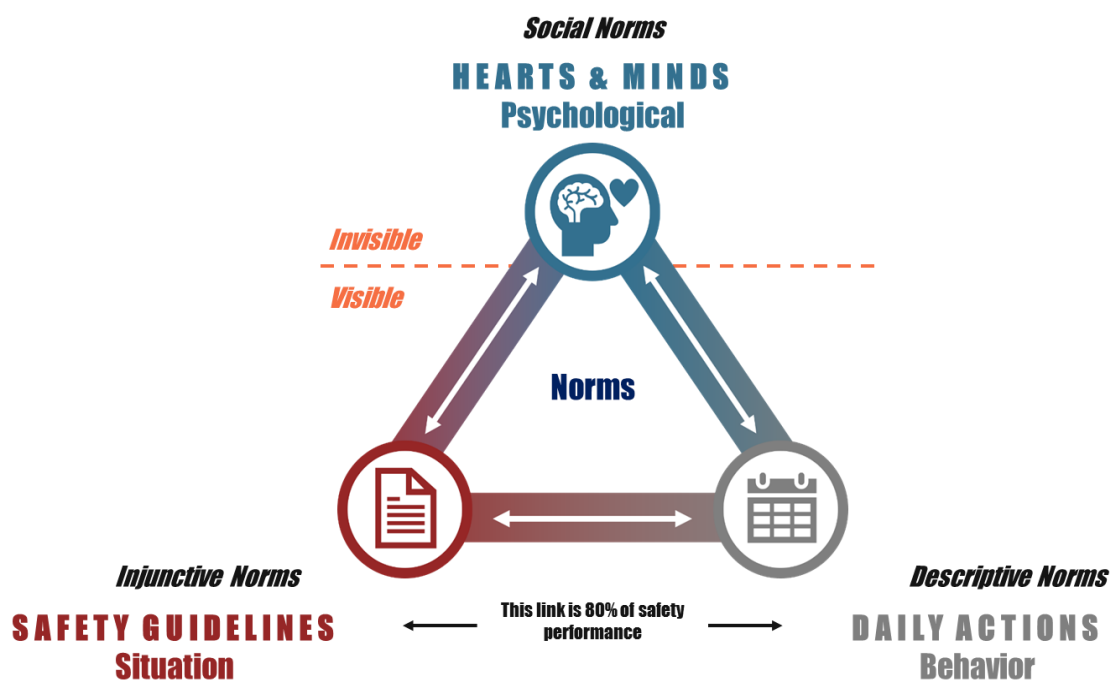 Social Norms
HEARTS & MINDS
Psychological
Invisible
Visible
Norms
Injunctive Norms
SAFETY GUIDELINES
Situation
This link is 80% of safety
performance
Descriptive Norms
DAILY ACTIONS
Behavior